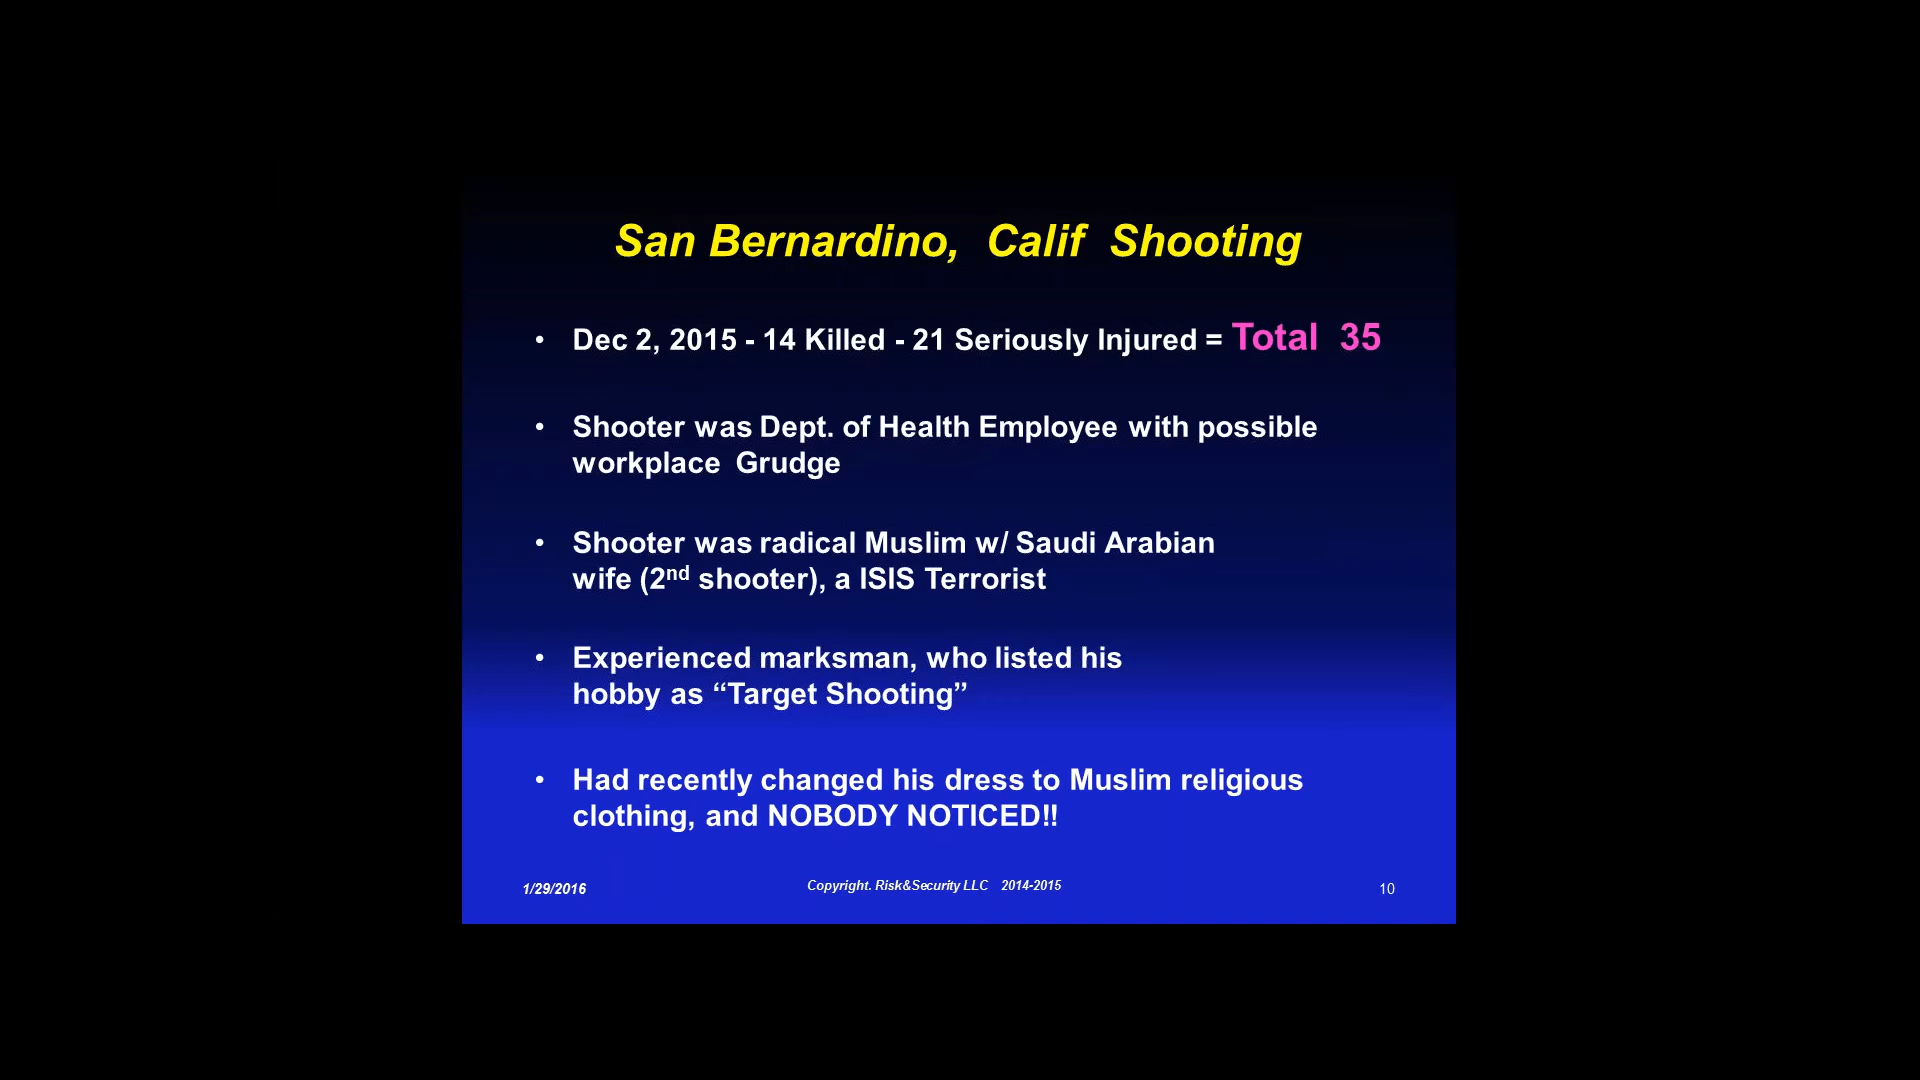 San Bernardino, Calif Shooting
• Dec 2, 2015 - 14 Killed - 21 Seriously Injured = Total 35
• Shooter was Dept. of Health Employee with possible
workplace Grudge
• Shooter was radical Muslim w/ Saudi Arabian
wife (2nd shooter), a ISIS Terrorist
• Experienced marksman, who listed his
hobby as “Target Shooting”
• Had recently changed his dress to Muslim religious
clothing, and NOBODY NOTICED!!
1/29/2016
Copyright. Risk&Security LLC 2014-2015
10